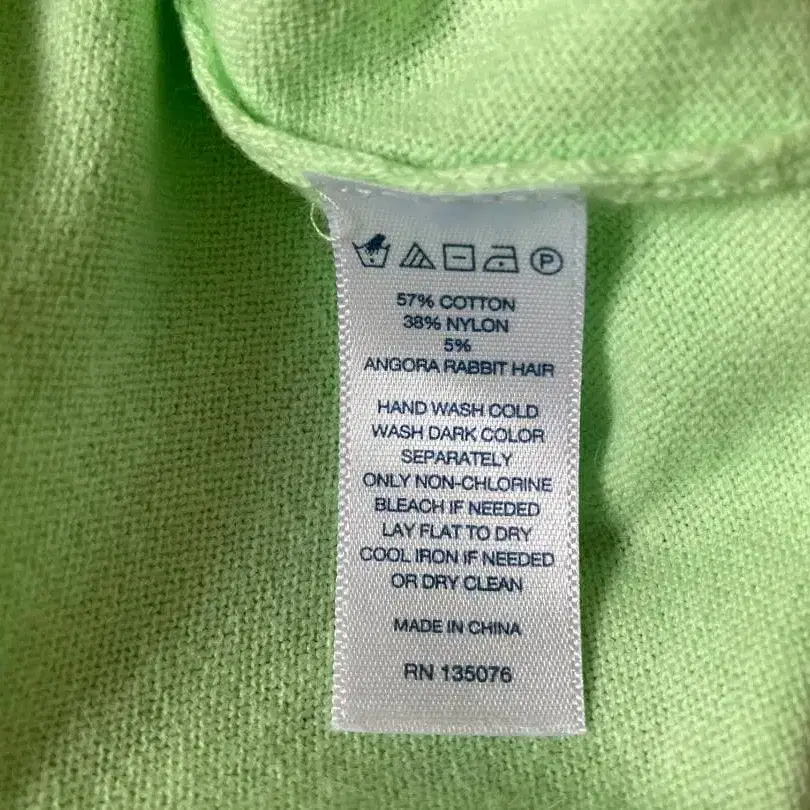 P
57% COTTON
38% NYLON
5%
ANGORA RABBIT HAIR
HAND WASH COLD
WASH DARK COLOR
SEPARATELY
ONLY NON-CHLORINE
BLEACH IF NEEDED
LAY FLAT TO DRY
COOL IRON IF NEEDED
OR DRY CLEAN
MADE IN CHINA
RN 135076